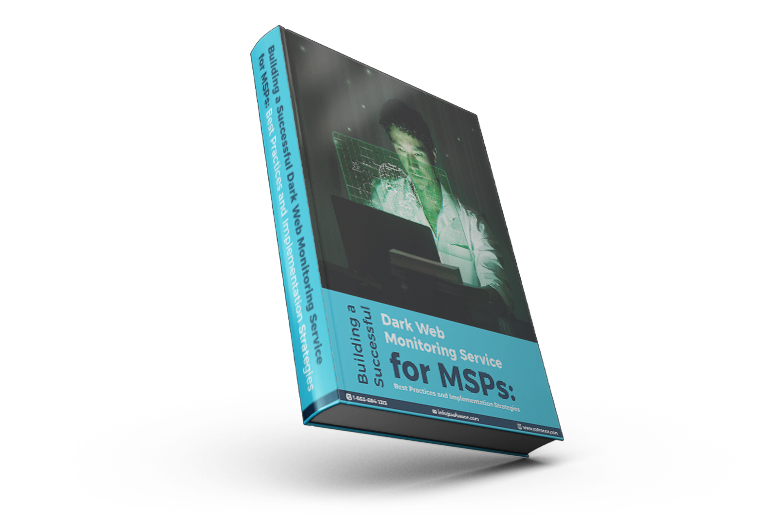 Building a Successful Dark Web Monitoring Service
for MSPs: Best Practices and Implementation Strategies
Building a
Successful
Dark Web
Monitoring Service
for MSPs:
Best Practices and Implementation Strategies